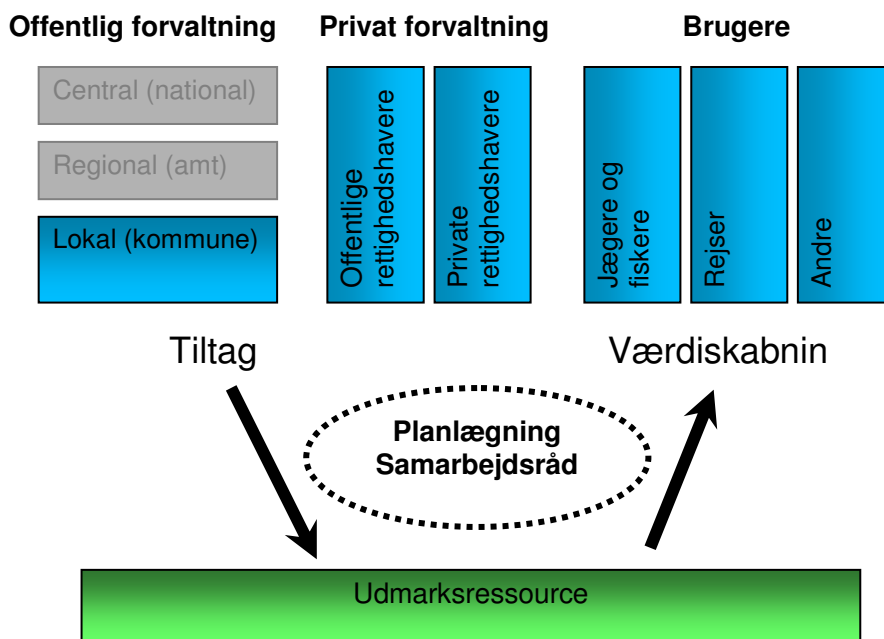 Offentlig forvaltning
Privat forvaltning
Brugere
Central (national)
Regional (amt)
Lokal (kommune)
Offentlige
rettighedshavere
Private
rettighedshavere
Jægere og
fiskere
Rejser
Andre
Tiltag
Værdiskabnin
Planlægning
Samarbejdsråd
Udmarksressource